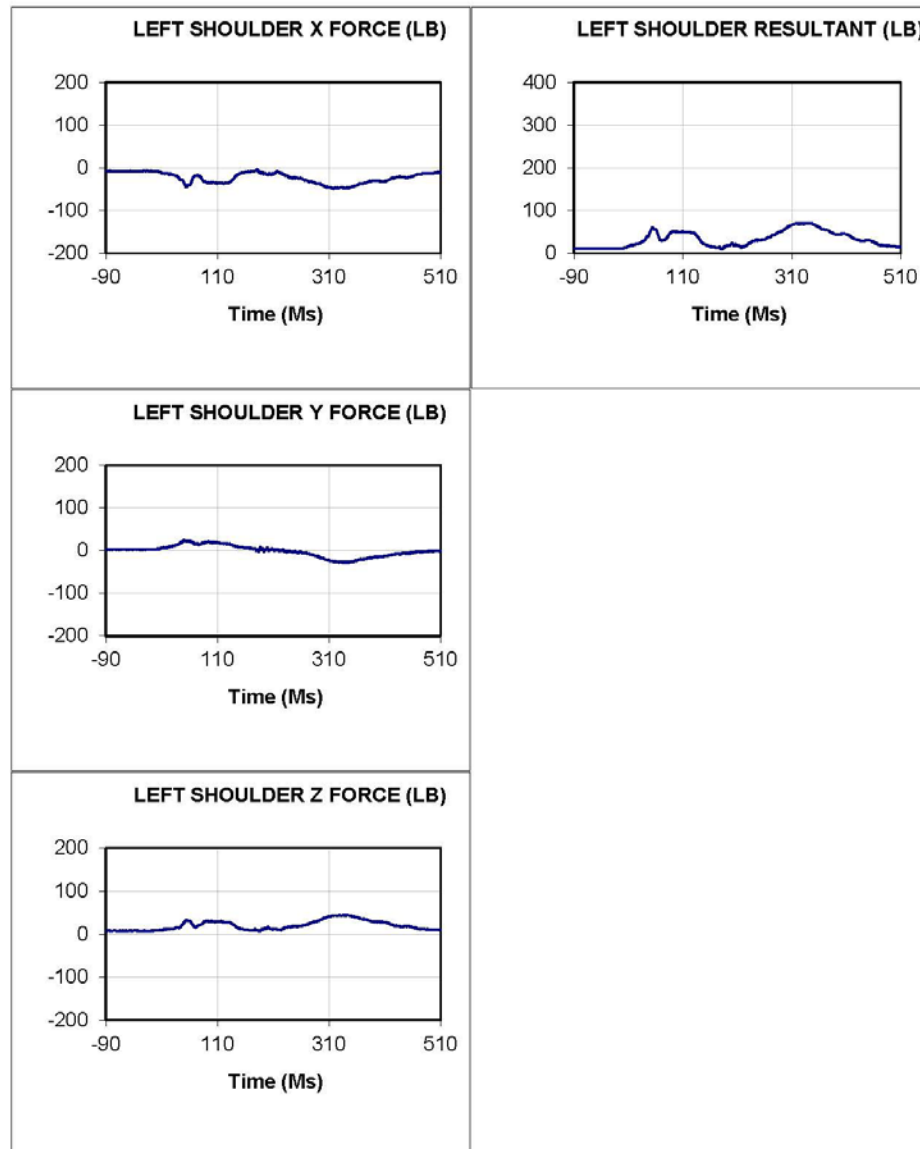 LEFT SHOULDER X FORCE (LB)
200
100
0
-100
-200
-90 110 310 510
Time (Ms)
LEFT SHOULDER RESULTANT (LB)
400
300
200
100
0
-90 110 310 510
Time (Ms)
LEFT SHOULDER Y FORCE (LB)
200
100
0
-100
-200
-90 110 310 510
Time (Ms)
LEFT SHOULDER Z FORCE (LB)
200
100
0
-100
-200
-90 110 310 510
Time (Ms)